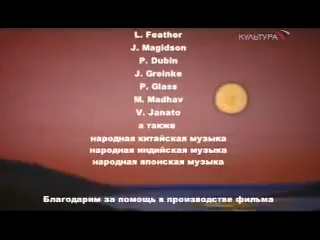 КУЛЬТУРА
L. Feather
J. Magidson
P. Dubin
J. Greinke
P. Glass
M. Madhav
V. Janato
а также
народная китайская музыка
народная индийская музыка
народная японская музыка
Благодарим за помощь в производстве фильма